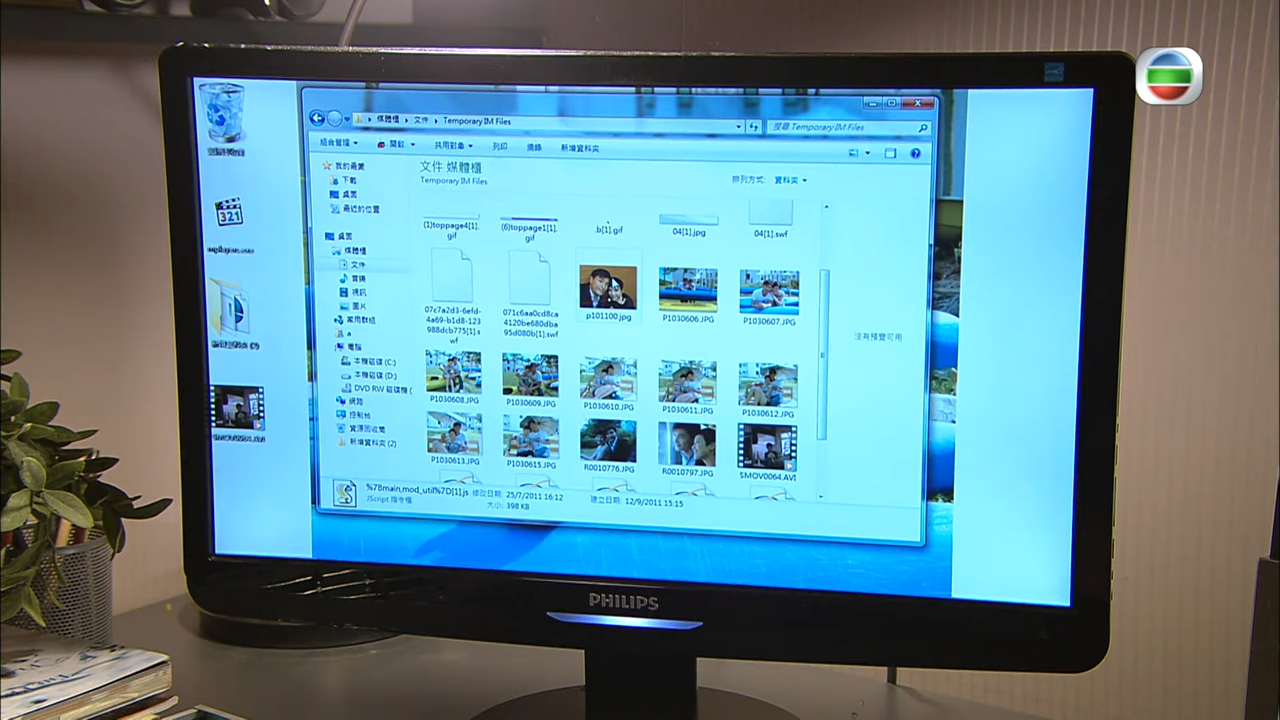 媒體櫃 ▸ 文件 ▸ Temporary IM Files
搜尋 Temporary IM Files
組合管理 開啟 共用對象 列印 燒錄 新增資料夾
我的最愛
下載
桌面
最近的位置
桌面
媒體櫃
文件
音樂
視訊
圖片
家用群組
a
電腦
本機磁碟 (C:)
本機磁碟 (D:)
DVD RW 磁碟機 (
網路
控制台
資源回收筒
新增資料夾 (2)
文件 媒體櫃
Temporary IM Files
排列方式: 資料夾
(1)toppage4[1].gif
(6)toppage1[1].gif
.b[1].gif
04[1].jpg
04[1].swf
07c7a2d3-6efd-4a69-b1d8-123988dcb775[1].swf
071c6aa0cd8ca4120be680dba95d080b[1].swf
p101100.jpg
P1030606.JPG
P1030607.JPG
P1030608.JPG
P1030609.JPG
P1030610.JPG
P1030611.JPG
P1030612.JPG
P1030613.JPG
P1030615.JPG
R0010776.JPG
R0010797.JPG
SMOV0064.AVI
沒有預覽可用
%7Bmain,mod_util%7D[1].js 修改日期: 25/7/2011 16:12 建立日期: 12/9/2011 15:15
JScript 指令檔 大小: 398 KB
321
PHILIPS